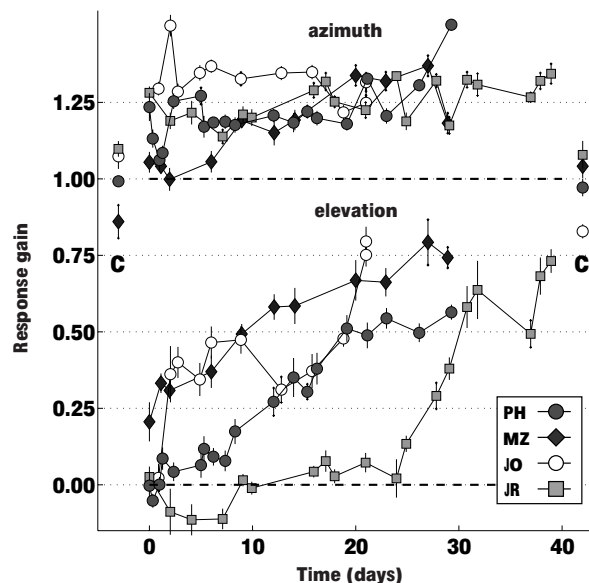 azimuth
1.25
1.00
elevation
C
C
0.75
0.50
0.25
0.00
Response gain
PH
MZ
JO
JR
0
10
20
30
40
Time (days)